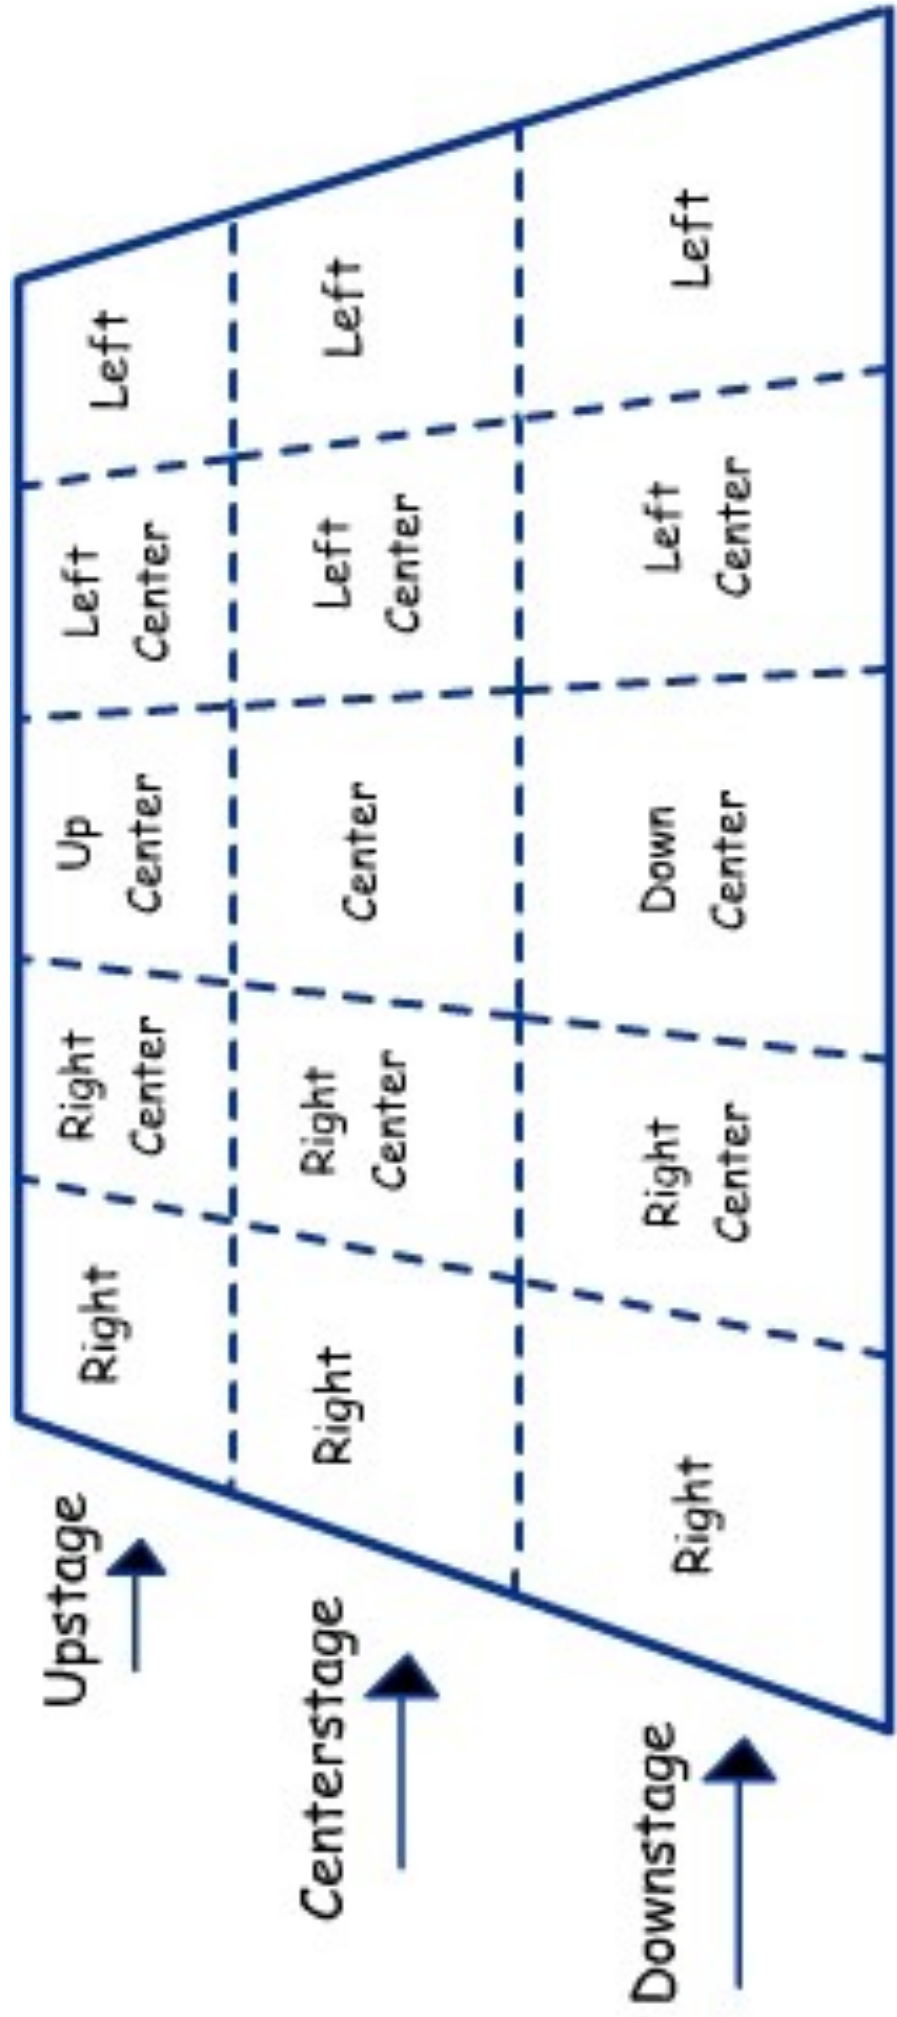 Upstage
Right
Right
Center
Up
Center
Left
Center
Left
Centerstage
Right
Right
Center
Center
Left
Center
Left
Downstage
Right
Right
Center
Down
Center
Left
Center
Left